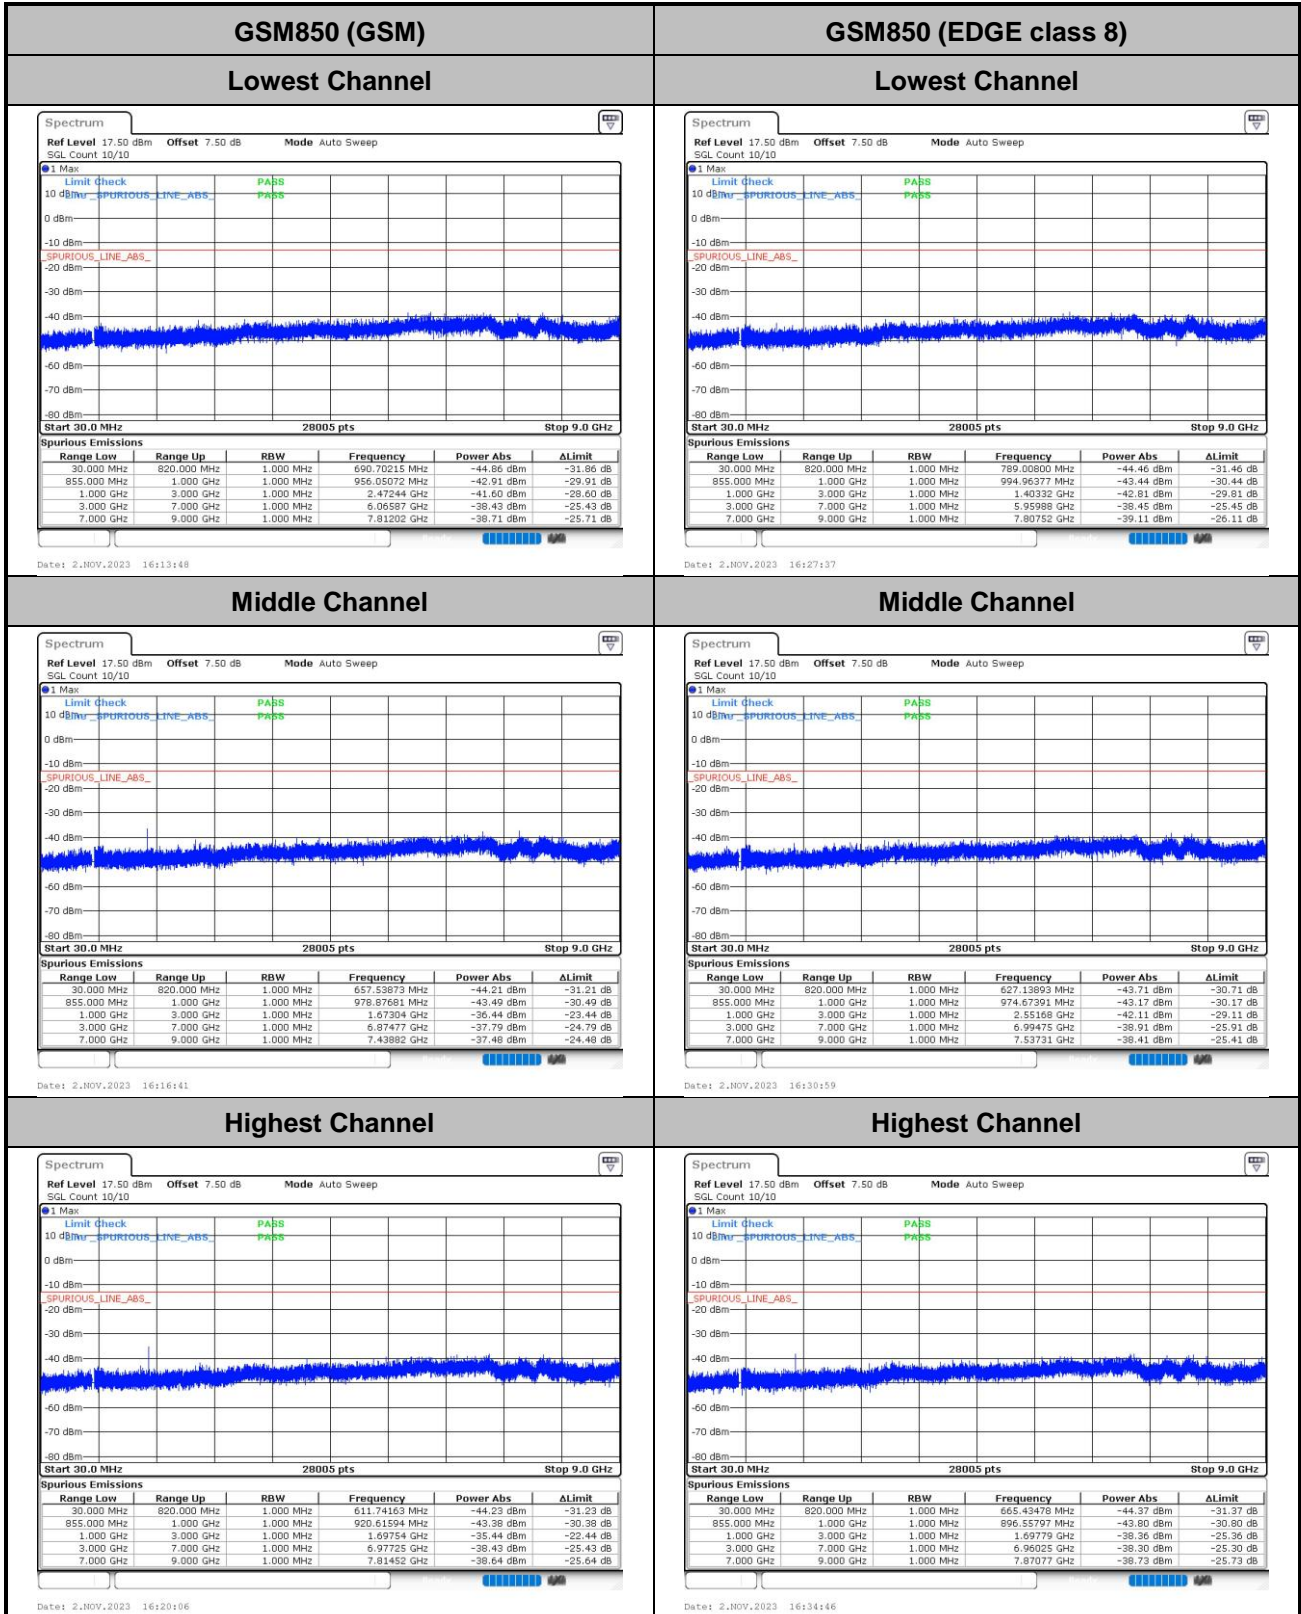 GSM850 (GSM)
GSM850 (EDGE class 8)
Lowest Channel
Lowest Channel
Spectrum
Ref Level 17.50 dBm Offset 7.50 dB Mode Auto Sweep
SGL Count 10/10
1 Max
Limit Check PASS
10 dBm Line _SPURIOUS_LINE_ABS_ PASS
0 dBm
-10 dBm
_SPURIOUS_LINE_ABS_
-20 dBm
-30 dBm
-40 dBm
-60 dBm
-70 dBm
-80 dBm
Start 30.0 MHz 28005 pts Stop 9.0 GHz
Spurious Emissions
Range Low Range Up RBW Frequency Power Abs ΔLimit
30.000 MHz 820.000 MHz 1.000 MHz 690.70215 MHz -44.86 dBm -31.86 dB
855.000 MHz 1.000 GHz 1.000 MHz 956.05072 MHz -42.91 dBm -29.91 dB
1.000 GHz 3.000 GHz 1.000 MHz 2.47244 GHz -41.60 dBm -28.60 dB
3.000 GHz 7.000 GHz 1.000 MHz 6.06587 GHz -38.43 dBm -25.43 dB
7.000 GHz 9.000 GHz 1.000 MHz 7.81202 GHz -38.71 dBm -25.71 dB
Date: 2.NOV.2023 16:13:48
Spectrum
Ref Level 17.50 dBm Offset 7.50 dB Mode Auto Sweep
SGL Count 10/10
1 Max
Limit Check PASS
10 dBm Line _SPURIOUS_LINE_ABS_ PASS
0 dBm
-10 dBm
_SPURIOUS_LINE_ABS_
-20 dBm
-30 dBm
-40 dBm
-60 dBm
-70 dBm
-80 dBm
Start 30.0 MHz 28005 pts Stop 9.0 GHz
Spurious Emissions
Range Low Range Up RBW Frequency Power Abs ΔLimit
30.000 MHz 820.000 MHz 1.000 MHz 789.00800 MHz -44.46 dBm -31.46 dB
855.000 MHz 1.000 GHz 1.000 MHz 994.96377 MHz -43.44 dBm -30.44 dB
1.000 GHz 3.000 GHz 1.000 MHz 1.40332 GHz -42.81 dBm -29.81 dB
3.000 GHz 7.000 GHz 1.000 MHz 5.95988 GHz -38.45 dBm -25.45 dB
7.000 GHz 9.000 GHz 1.000 MHz 7.80752 GHz -39.11 dBm -26.11 dB
Date: 2.NOV.2023 16:27:37
Middle Channel
Middle Channel
Spectrum
Ref Level 17.50 dBm Offset 7.50 dB Mode Auto Sweep
SGL Count 10/10
1 Max
Limit Check PASS
10 dBm Line _SPURIOUS_LINE_ABS_ PASS
0 dBm
-10 dBm
_SPURIOUS_LINE_ABS_
-20 dBm
-30 dBm
-40 dBm
-60 dBm
-70 dBm
-80 dBm
Start 30.0 MHz 28005 pts Stop 9.0 GHz
Spurious Emissions
Range Low Range Up RBW Frequency Power Abs ΔLimit
30.000 MHz 820.000 MHz 1.000 MHz 657.53873 MHz -44.21 dBm -31.21 dB
855.000 MHz 1.000 GHz 1.000 MHz 978.87681 MHz -43.49 dBm -30.49 dB
1.000 GHz 3.000 GHz 1.000 MHz 1.67304 GHz -36.44 dBm -23.44 dB
3.000 GHz 7.000 GHz 1.000 MHz 6.87477 GHz -37.79 dBm -24.79 dB
7.000 GHz 9.000 GHz 1.000 MHz 7.43882 GHz -37.48 dBm -24.48 dB
Date: 2.NOV.2023 16:16:41
Spectrum
Ref Level 17.50 dBm Offset 7.50 dB Mode Auto Sweep
SGL Count 10/10
1 Max
Limit Check PASS
10 dBm Line _SPURIOUS_LINE_ABS_ PASS
0 dBm
-10 dBm
_SPURIOUS_LINE_ABS_
-20 dBm
-30 dBm
-40 dBm
-60 dBm
-70 dBm
-80 dBm
Start 30.0 MHz 28005 pts Stop 9.0 GHz
Spurious Emissions
Range Low Range Up RBW Frequency Power Abs ΔLimit
30.000 MHz 820.000 MHz 1.000 MHz 627.13893 MHz -43.71 dBm -30.71 dB
855.000 MHz 1.000 GHz 1.000 MHz 974.67391 MHz -43.17 dBm -30.17 dB
1.000 GHz 3.000 GHz 1.000 MHz 2.55168 GHz -42.11 dBm -29.11 dB
3.000 GHz 7.000 GHz 1.000 MHz 6.99475 GHz -38.91 dBm -25.91 dB
7.000 GHz 9.000 GHz 1.000 MHz 7.53731 GHz -38.41 dBm -25.41 dB
Date: 2.NOV.2023 16:30:59
Highest Channel
Highest Channel
Spectrum
Ref Level 17.50 dBm Offset 7.50 dB Mode Auto Sweep
SGL Count 10/10
1 Max
Limit Check PASS
10 dBm Line _SPURIOUS_LINE_ABS_ PASS
0 dBm
-10 dBm
_SPURIOUS_LINE_ABS_
-20 dBm
-30 dBm
-40 dBm
-60 dBm
-70 dBm
-80 dBm
Start 30.0 MHz 28005 pts Stop 9.0 GHz
Spurious Emissions
Range Low Range Up RBW Frequency Power Abs ΔLimit
30.000 MHz 820.000 MHz 1.000 MHz 611.74163 MHz -44.23 dBm -31.23 dB
855.000 MHz 1.000 GHz 1.000 MHz 920.61594 MHz -43.38 dBm -30.38 dB
1.000 GHz 3.000 GHz 1.000 MHz 1.69754 GHz -35.44 dBm -22.44 dB
3.000 GHz 7.000 GHz 1.000 MHz 6.97725 GHz -38.43 dBm -25.43 dB
7.000 GHz 9.000 GHz 1.000 MHz 7.81452 GHz -38.64 dBm -25.64 dB
Date: 2.NOV.2023 16:20:06
Spectrum
Ref Level 17.50 dBm Offset 7.50 dB Mode Auto Sweep
SGL Count 10/10
1 Max
Limit Check PASS
10 dBm Line _SPURIOUS_LINE_ABS_ PASS
0 dBm
-10 dBm
_SPURIOUS_LINE_ABS_
-20 dBm
-30 dBm
-40 dBm
-60 dBm
-70 dBm
-80 dBm
Start 30.0 MHz 28005 pts Stop 9.0 GHz
Spurious Emissions
Range Low Range Up RBW Frequency Power Abs ΔLimit
30.000 MHz 820.000 MHz 1.000 MHz 665.43478 MHz -44.37 dBm -31.37 dB
855.000 MHz 1.000 GHz 1.000 MHz 896.55797 MHz -43.80 dBm -30.80 dB
1.000 GHz 3.000 GHz 1.000 MHz 1.69779 GHz -38.36 dBm -25.36 dB
3.000 GHz 7.000 GHz 1.000 MHz 6.96025 GHz -38.30 dBm -25.30 dB
7.000 GHz 9.000 GHz 1.000 MHz 7.87077 GHz -38.73 dBm -25.73 dB
Date: 2.NOV.2023 16:34:46